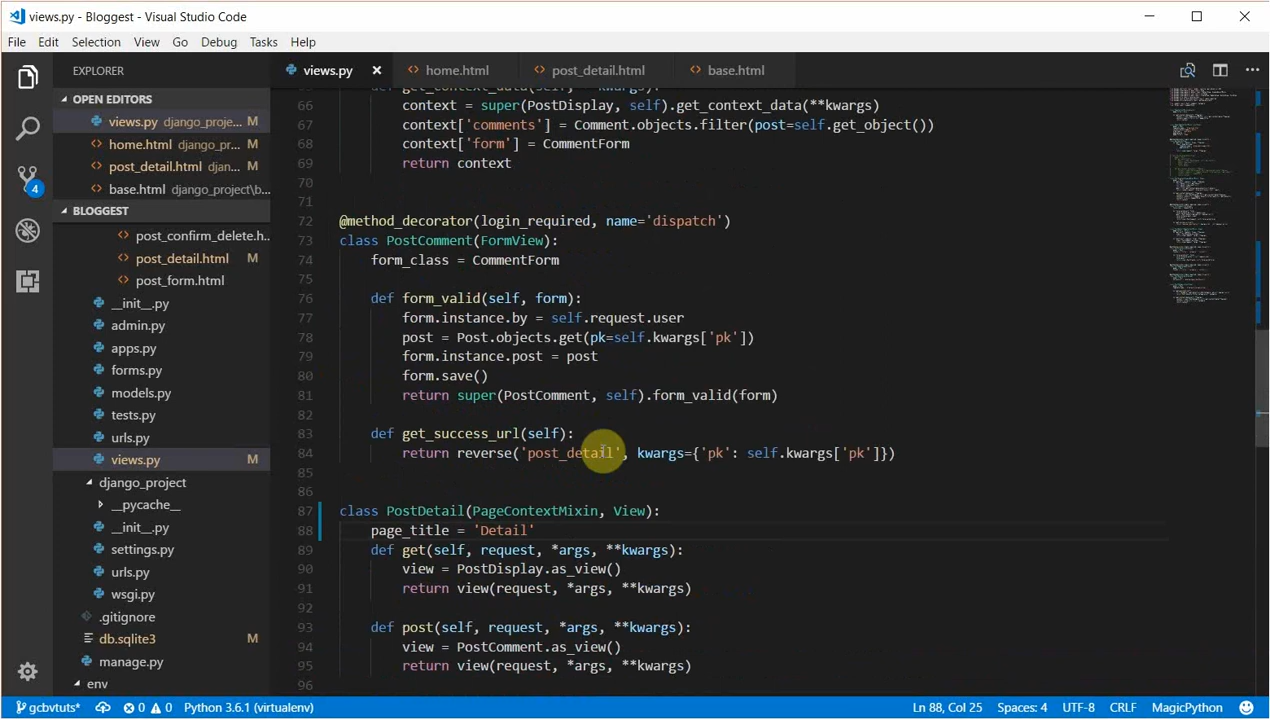 views.py - Bloggest - Visual Studio Code
File Edit Selection View Go Debug Tasks Help
EXPLORER
views.py
home.html
post_detail.html
base.html
OPEN EDITORS
views.py django_proje... M
home.html django_pr... M
post_detail.html djan... M
base.html django_project\b...
BLOGGEST
post_confirm_delete.h...
post_detail.html M
post_form.html
__init__.py
admin.py
apps.py
forms.py
models.py
tests.py
urls.py
views.py M
django_project
__pycache__
__init__.py
settings.py
urls.py
wsgi.py
.gitignore
db.sqlite3 M
manage.py
env
4
66 context = super(PostDisplay, self).get_context_data(**kwargs)
67 context['comments'] = Comment.objects.filter(post=self.get_object())
68 context['form'] = CommentForm
69 return context
70
71
72 @method_decorator(login_required, name='dispatch')
73 class PostComment(FormView):
74 form_class = CommentForm
75
76 def form_valid(self, form):
77 form.instance.by = self.request.user
78 post = Post.objects.get(pk=self.kwargs['pk'])
79 form.instance.post = post
80 form.save()
81 return super(PostComment, self).form_valid(form)
82
83 def get_success_url(self):
84 return reverse('post_detail', kwargs={'pk': self.kwargs['pk']})
85
86
87 class PostDetail(PageContextMixin, View):
88 page_title = 'Detail'
89 def get(self, request, *args, **kwargs):
90 view = PostDisplay.as_view()
91 return view(request, *args, **kwargs)
92
93 def post(self, request, *args, **kwargs):
94 view = PostComment.as_view()
95 return view(request, *args, **kwargs)
96
gcbvtuts* 0 0 Python 3.6.1 (virtualenv) Ln 88, Col 25 Spaces: 4 UTF-8 CRLF MagicPython